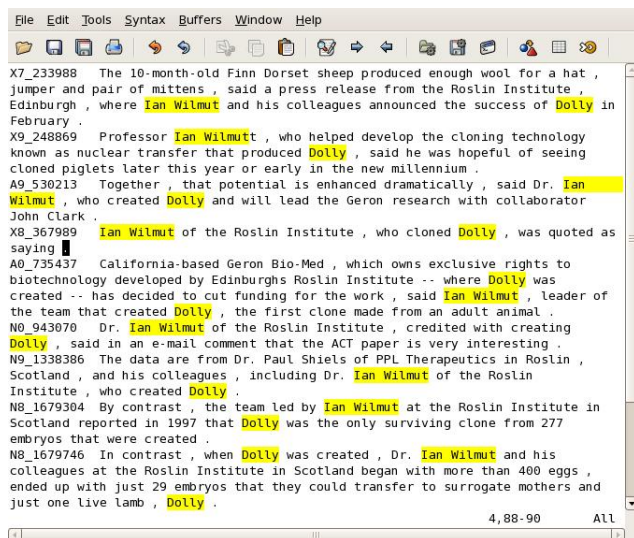 File Edit Tools Syntax Buffers Window Help
X7_233988   The 10-month-old Finn Dorset sheep produced enough wool for a hat ,
jumper and pair of mittens , said a press release from the Roslin Institute ,
Edinburgh , where Ian Wilmut and his colleagues announced the success of Dolly in
February .
X9_248869   Professor Ian Wilmutt , who helped develop the cloning technology
known as nuclear transfer that produced Dolly , said he was hopeful of seeing
cloned piglets later this year or early in the new millennium .
A9_530213   Together , that potential is enhanced dramatically , said Dr. Ian
Wilmut , who created Dolly and will lead the Geron research with collaborator
John Clark .
X8_367989   Ian Wilmut of the Roslin Institute , who cloned Dolly , was quoted as
saying .
A0_735437   California-based Geron Bio-Med , which owns exclusive rights to
biotechnology developed by Edinburghs Roslin Institute -- where Dolly was
created -- has decided to cut funding for the work , said Ian Wilmut , leader of
the team that created Dolly , the first clone made from an adult animal .
N0_943070   Dr. Ian Wilmut of the Roslin Institute , credited with creating
Dolly , said in an e-mail comment that the ACT paper is very interesting .
N9_1338386  The data are from Dr. Paul Shiels of PPL Therapeutics in Roslin ,
Scotland , and his colleagues , including Dr. Ian Wilmut of the Roslin
Institute , who created Dolly .
N8_1679304  By contrast , the team led by Ian Wilmut at the Roslin Institute in
Scotland reported in 1997 that Dolly was the only surviving clone from 277
embryos that were created .
N8_1679746  In contrast , when Dolly was created , Dr. Ian Wilmut and his
colleagues at the Roslin Institute in Scotland began with more than 400 eggs ,
ended up with just 29 embryos that they could transfer to surrogate mothers and
just one live lamb , Dolly .
4,88-90   All